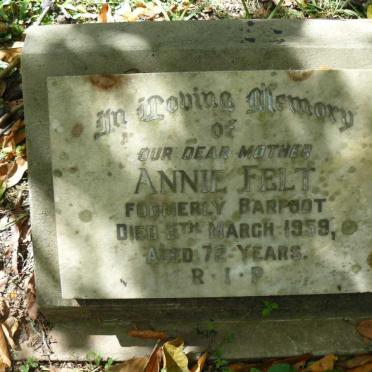 In Loving Memory
of
OUR DEAR MOTHER
ANNIE FELT
FORMERLY BARFOOT
DIED 5TH MARCH 1959,
AGED 72 YEARS.
R.I.P